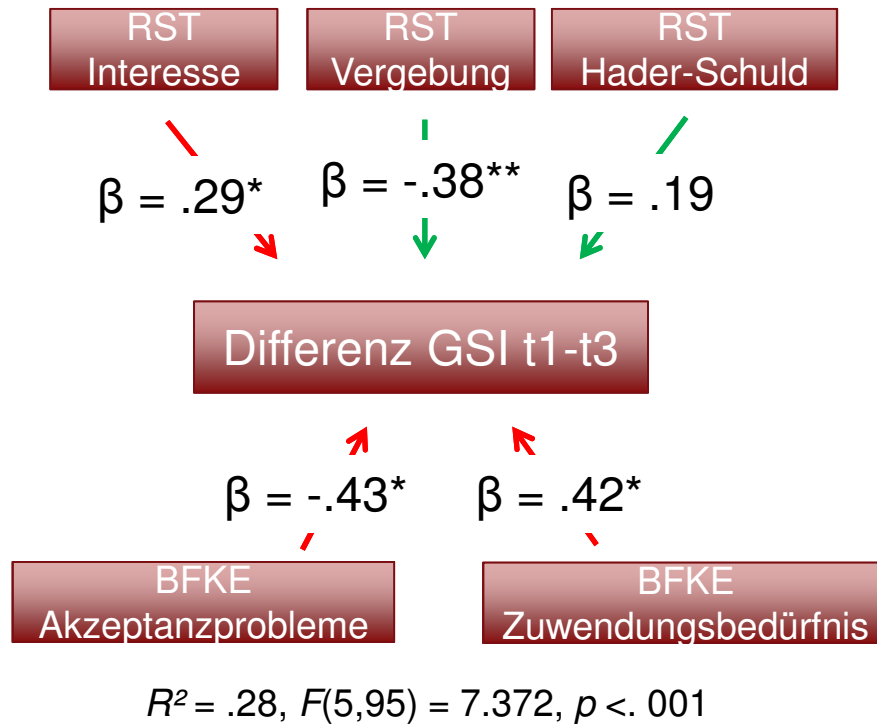 RST
Interesse
RST
Vergebung
RST
Hader-Schuld
β = .29*
β = -.38**
β = .19
Differenz GSI t1-t3
β = -.43*
β = .42*
BFKE
Akzeptanzprobleme
BFKE
Zuwendungsbedürfnis
R² = .28, F(5,95) = 7.372, p <. 001